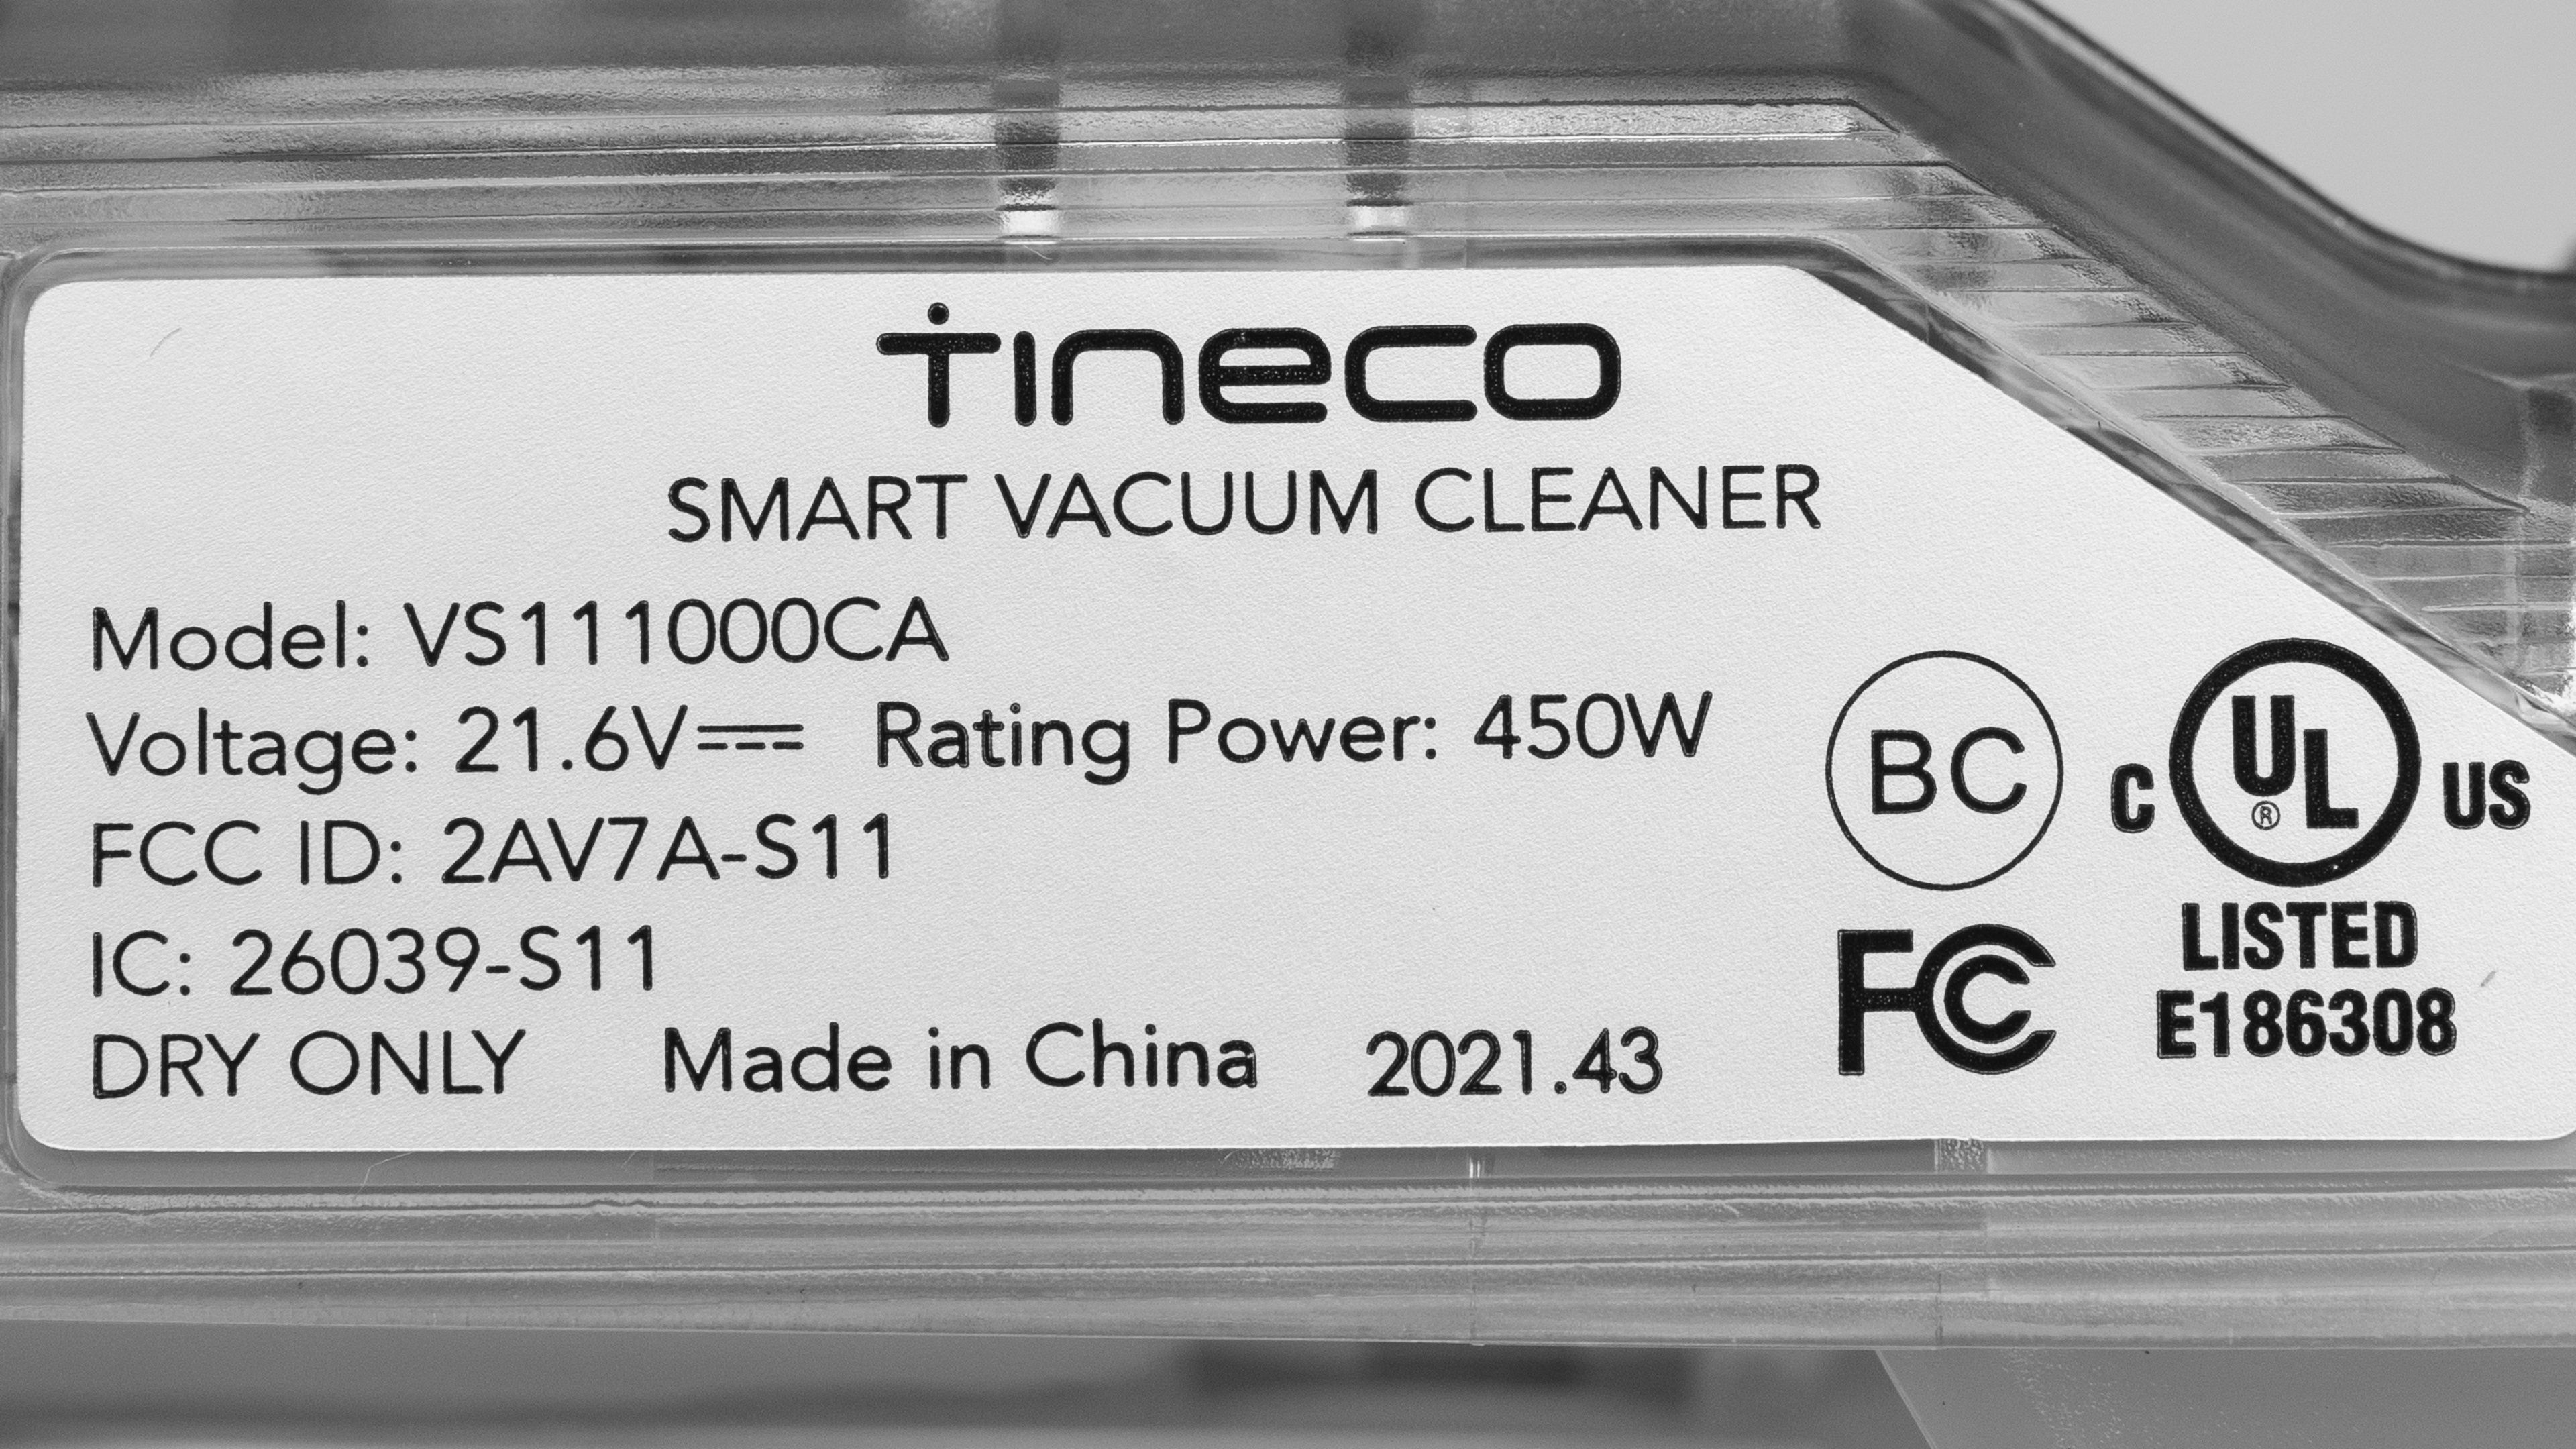 tineco
SMART VACUUM CLEANER
Model: VS111000CA
Voltage: 21.6V⎓ Rating Power: 450W
FCC ID: 2AV7A-S11
IC: 26039-S11
DRY ONLY Made in China 2021.43
BC
C UL® US
LISTED
E186308
FC